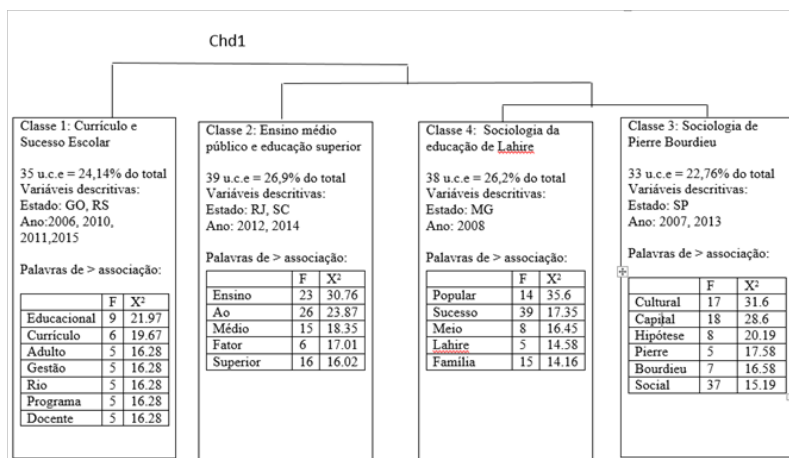 Chd1
Classe 1: Currículo e
Sucesso Escolar
35 u.c.e = 24,14% do total
Variáveis descritivas:
Estado: GO, RS
Ano:2006, 2010,
2011,2015
Palavras de > associação:
F X²
Educacional 9 21.97
Currículo 6 19.67
Adulto 5 16.28
Gestão 5 16.28
Rio 5 16.28
Programa 5 16.28
Docente 5 16.28
Classe 2: Ensino médio
público e educação superior
39 u.c.e = 26,9% do total
Variáveis descritivas:
Estado: RJ, SC
Ano: 2012, 2014
Palavras de > associação:
F X²
Ensino 23 30.76
Ao 26 23.87
Médio 15 18.35
Fator 6 17.01
Superior 16 16.02
Classe 4: Sociologia da
educação de Lahire
38 u.c.e = 26,2% do total
Variáveis descritivas:
Estado: MG
Ano: 2008
Palavras de > associação:
F X²
Popular 14 35.6
Sucesso 39 17.35
Meio 8 16.45
Lahire 5 14.58
Família 15 14.16
Classe 3: Sociologia de
Pierre Bourdieu
33 u.c.e = 22,76% do total
Variáveis descritivas:
Estado: SP
Ano: 2007, 2013
Palavras de > associação:
F X²
Cultural 17 31.6
Capital 18 28.6
Hipótese 8 20.19
Pierre 5 17.58
Bourdieu 7 16.58
Social 37 15.19